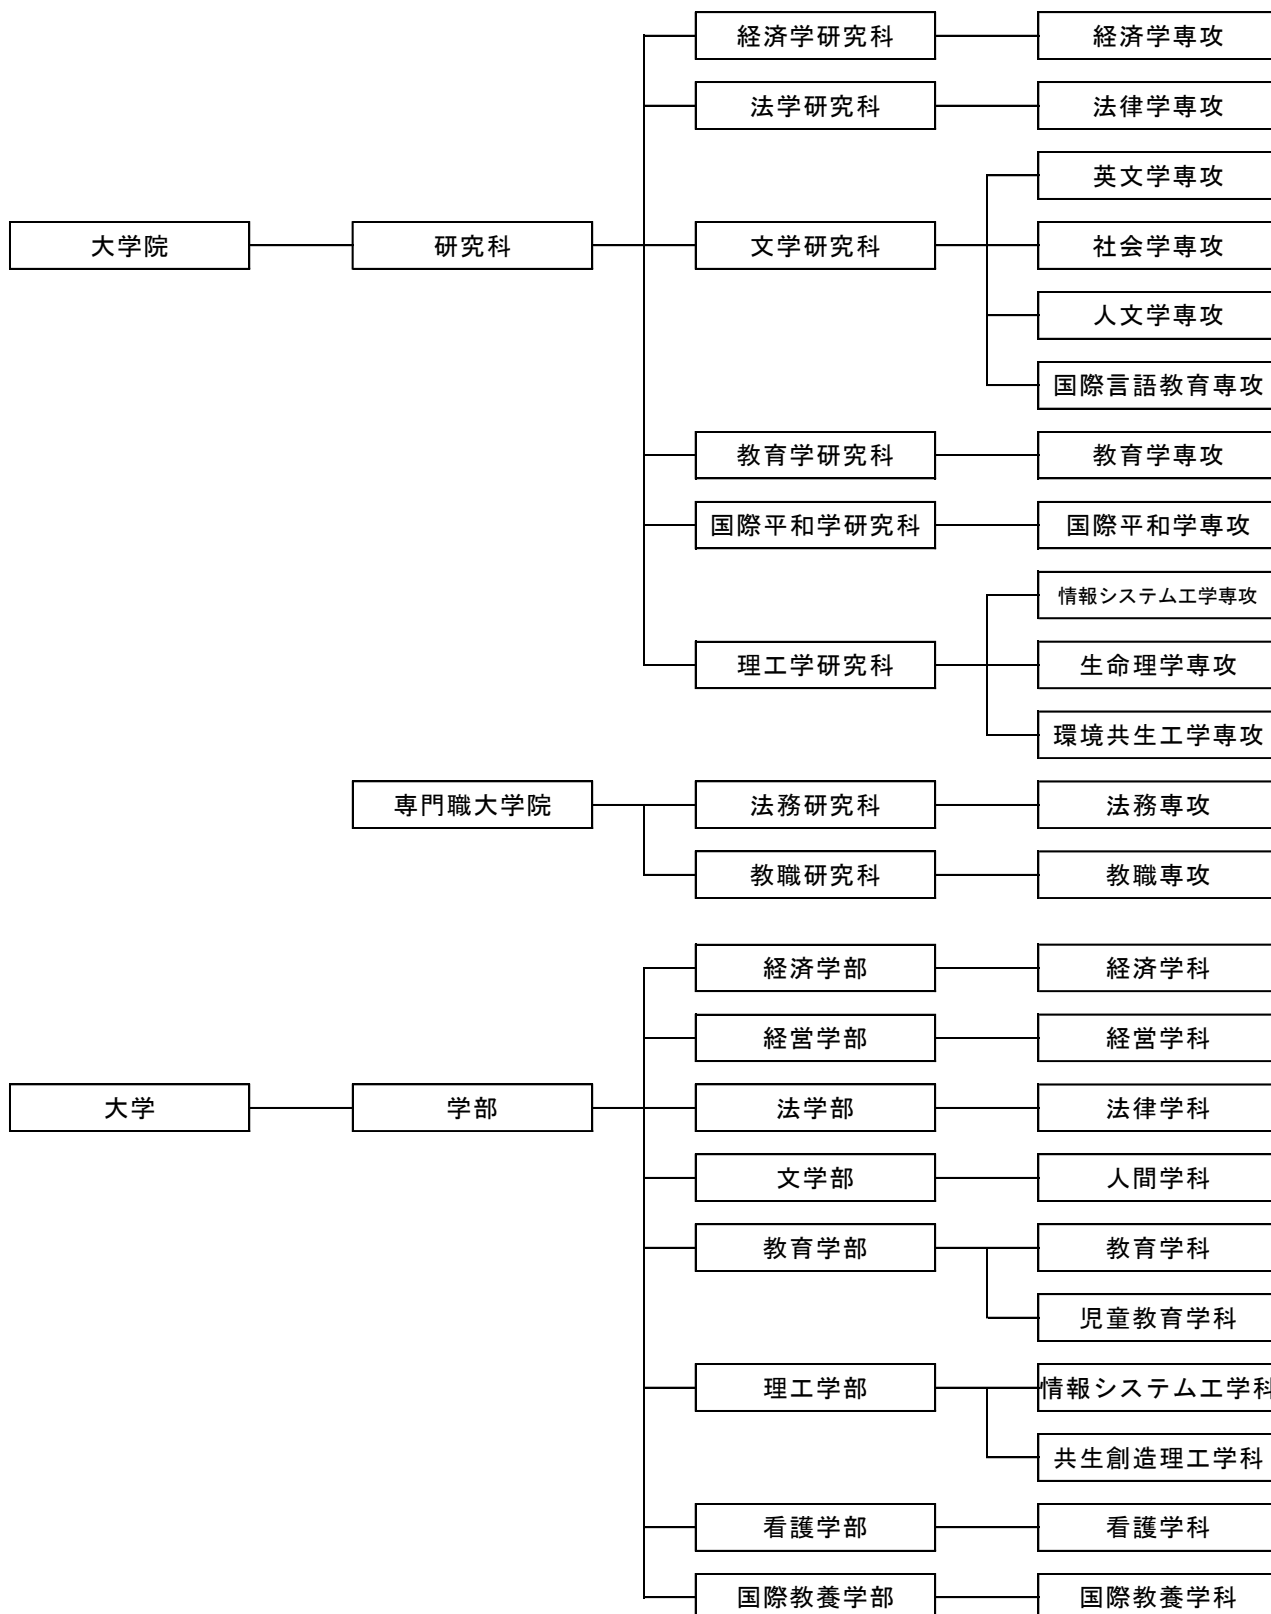 経済学研究科 経済学専攻
法学研究科 法律学専攻
英文学専攻
大学院 研究科 文学研究科 社会学専攻
人文学専攻
国際言語教育専攻
教育学研究科 教育学専攻
国際平和学研究科 国際平和学専攻
情報システム工学専攻
理工学研究科 生命理学専攻
環境共生工学専攻
専門職大学院 法務研究科 法務専攻
教職研究科 教職専攻
経済学部 経済学科
経営学部 経営学科
大学 学部 法学部 法律学科
文学部 人間学科
教育学部 教育学科
児童教育学科
理工学部 情報システム工学科
共生創造理工学科
看護学部 看護学科
国際教養学部 国際教養学科